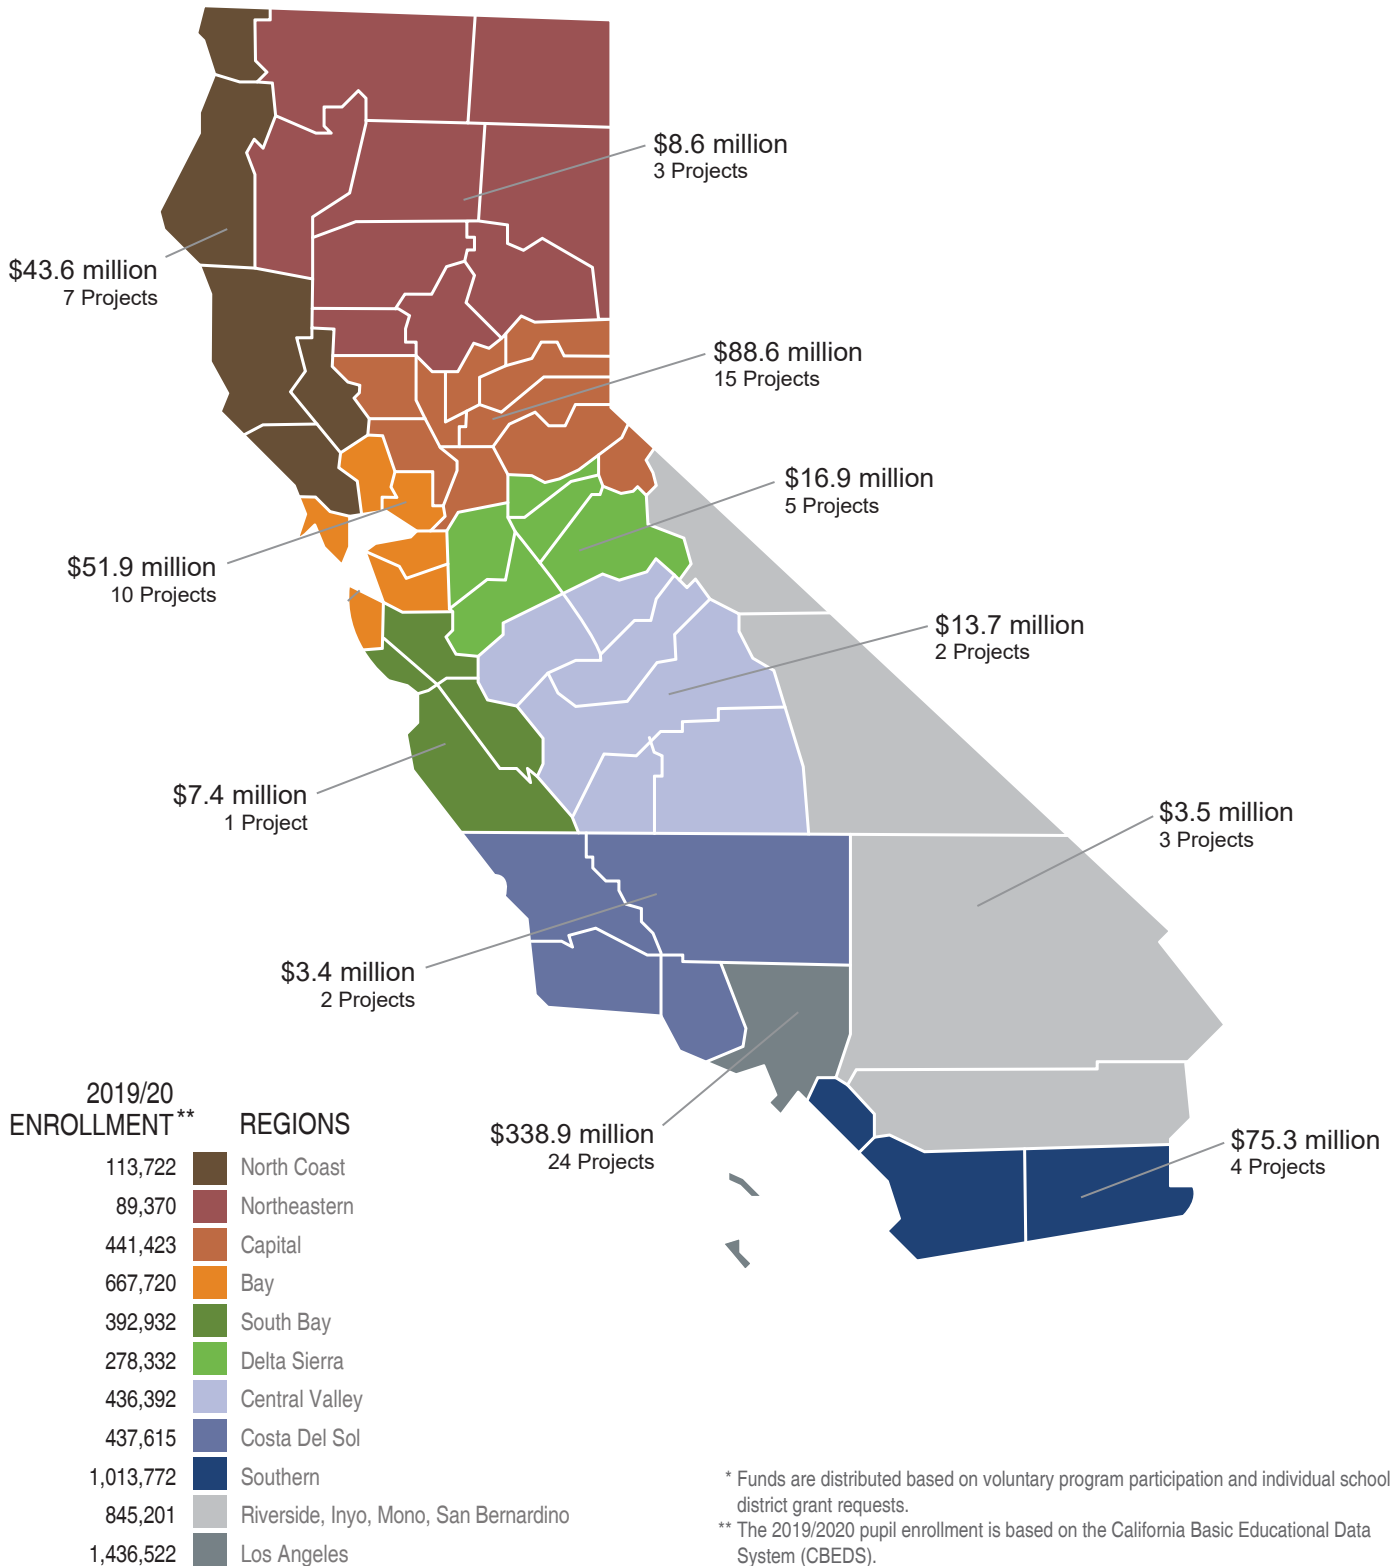 $8.6 million
3 Projects
$43.6 million
7 Projects
$88.6 million
15 Projects
$16.9 million
5 Projects
$51.9 million
10 Projects
$13.7 million
2 Projects
$7.4 million
1 Project
$3.5 million
3 Projects
$3.4 million
2 Projects
$338.9 million
24 Projects
$75.3 million
4 Projects
2019/20
ENROLLMENT** REGIONS
113,722 North Coast
89,370 Northeastern
441,423 Capital
667,720 Bay
392,932 South Bay
278,332 Delta Sierra
436,392 Central Valley
437,615 Costa Del Sol
1,013,772 Southern
845,201 Riverside, Inyo, Mono, San Bernardino
1,436,522 Los Angeles
* Funds are distributed based on voluntary program participation and individual school
district grant requests.
** The 2019/2020 pupil enrollment is based on the California Basic Educational Data
System (CBEDS).